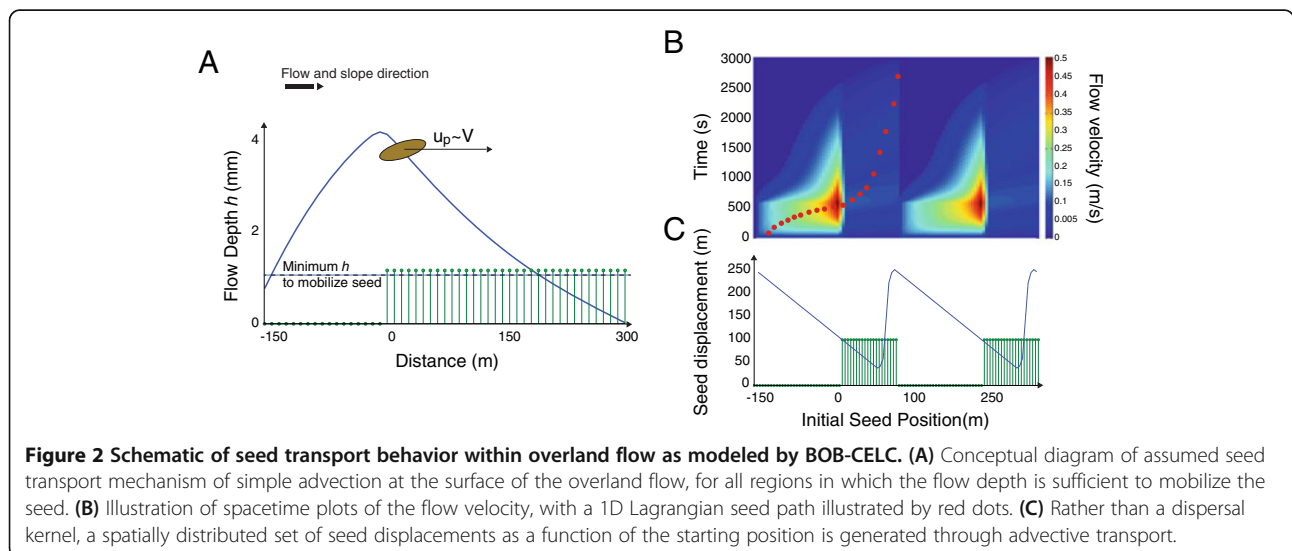 A
Flow and slope direction
Flow Depth h (mm)
4
2
0
up~V
Minimum h
to mobilize seed
-150
0
150
300
Distance (m)
B
Time (s)
3000
2500
2000
1500
1000
500
0
0.5
0.45
0.4
0.35
0.3
0.25
0.2
0.15
0.1
0.005
0
Flow velocity (m/s)
C
Seed displacement (m)
250
200
150
100
50
0
-150
0
100
250
Initial Seed Position(m)
Figure 2 Schematic of seed transport behavior within overland flow as modeled by BOB-CELC. (A) Conceptual diagram of assumed seed
transport mechanism of simple advection at the surface of the overland flow, for all regions in which the flow depth is sufficient to mobilize the
seed. (B) Illustration of spacetime plots of the flow velocity, with a 1D Lagrangian seed path illustrated by red dots. (C) Rather than a dispersal
kernel, a spatially distributed set of seed displacements as a function of the starting position is generated through advective transport.